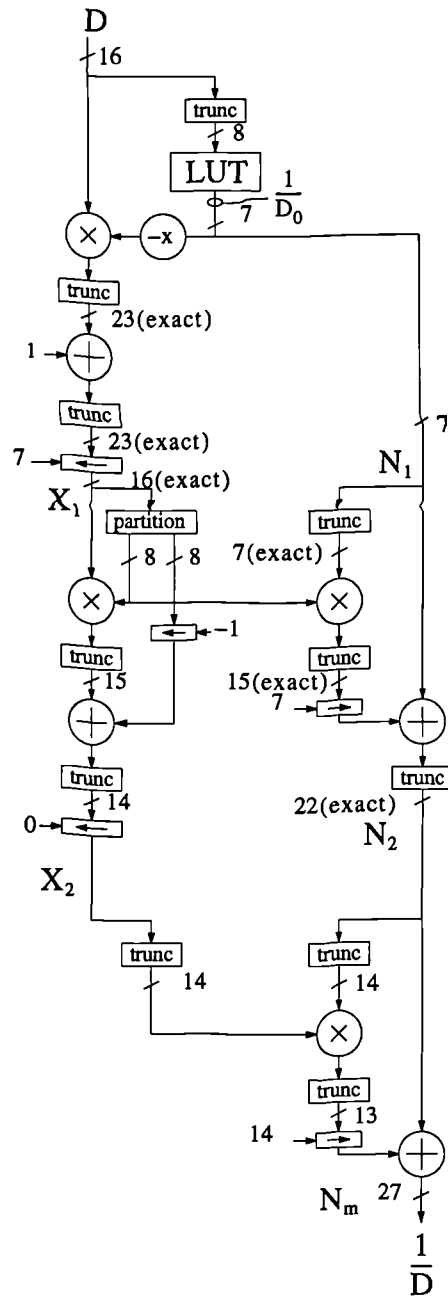 D
16
trunc
8
LUT
7
1
D₀
× -x
trunc
23(exact)
1 +
trunc
23(exact)
7
7
16(exact)
X₁
N₁
partition
trunc
8 8
7(exact)
× ×
-1
trunc
trunc
15
15(exact)
7
+ +
trunc
trunc
14
22(exact)
0
N₂
X₂
trunc
trunc
14
14
×
trunc
13
14
+
Nₘ
27
1
D